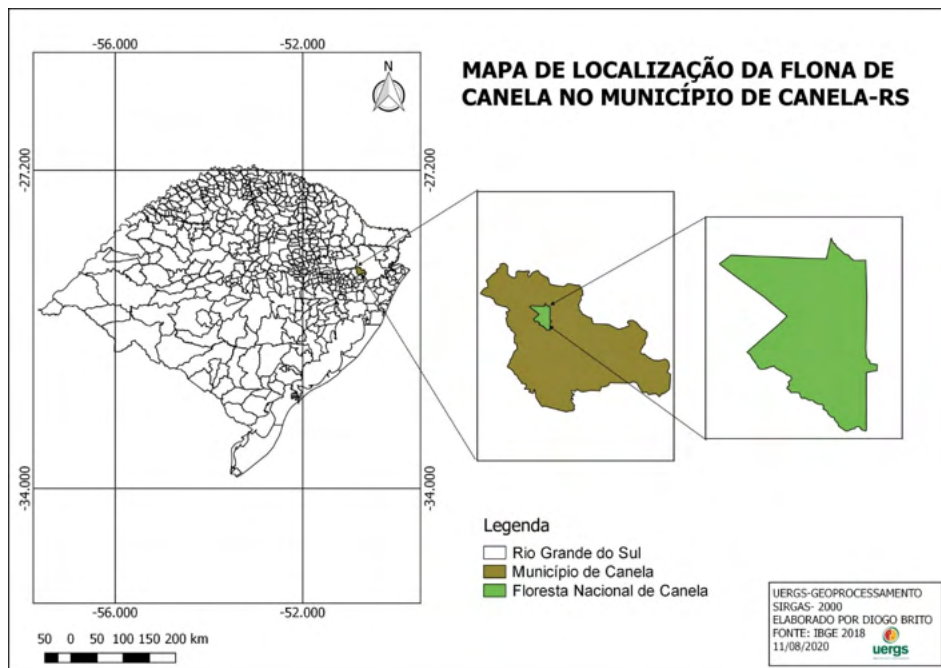 MAPA DE LOCALIZAÇÃO DA FLONA DE
CANELA NO MUNICÍPIO DE CANELA-RS
-56.000
-52.000
N
-27.200
-27.200
-34.000
-34.000
-56.000
-52.000
50 0 50 100 150 200 km
Legenda
Rio Grande do Sul
Município de Canela
Floresta Nacional de Canela
UERGS-GEOPROCESSAMENTO
SIRGAS- 2000
ELABORADO POR DIOGO BRITO
FONTE: IBGE 2018
11/08/2020
uergs